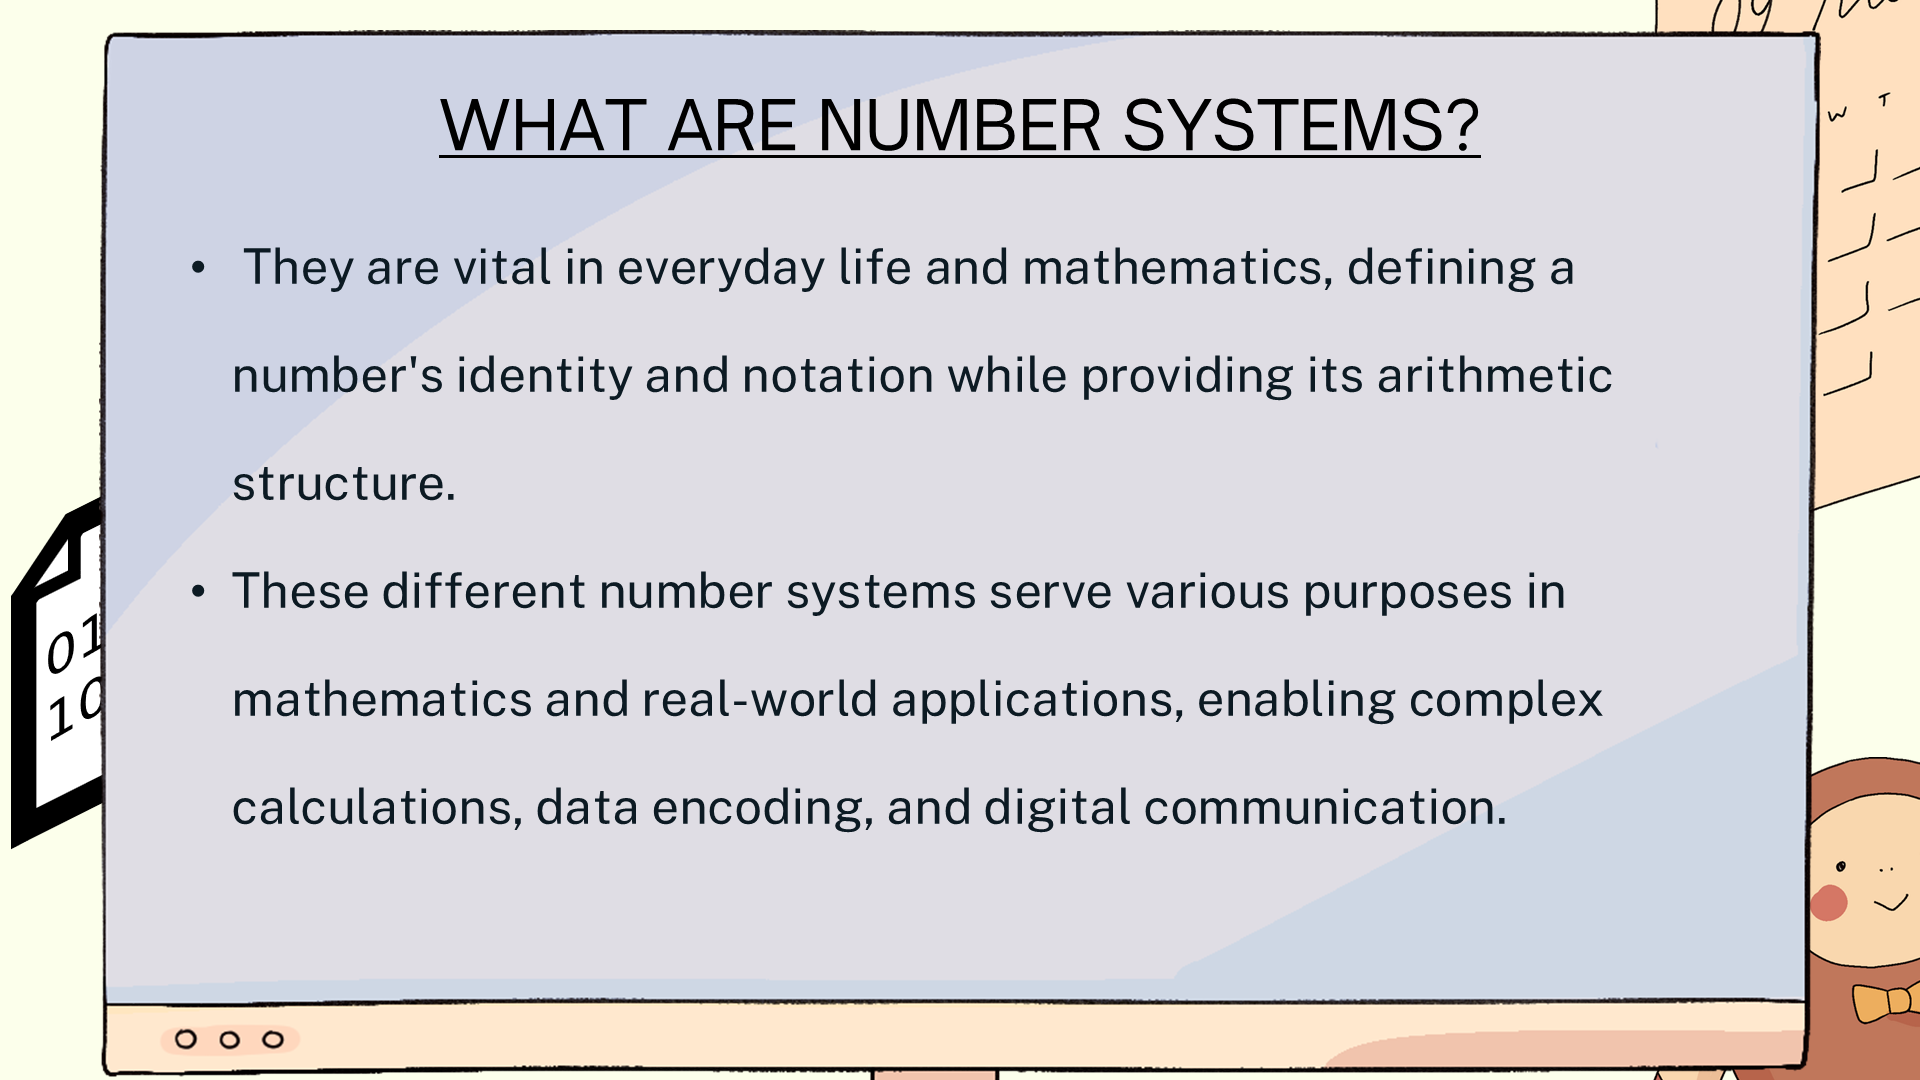 WHAT ARE NUMBER SYSTEMS?
• They are vital in everyday life and mathematics, defining a
number's identity and notation while providing its arithmetic
structure.
• These different number systems serve various purposes in
mathematics and real-world applications, enabling complex
calculations, data encoding, and digital communication.
01
10
W T